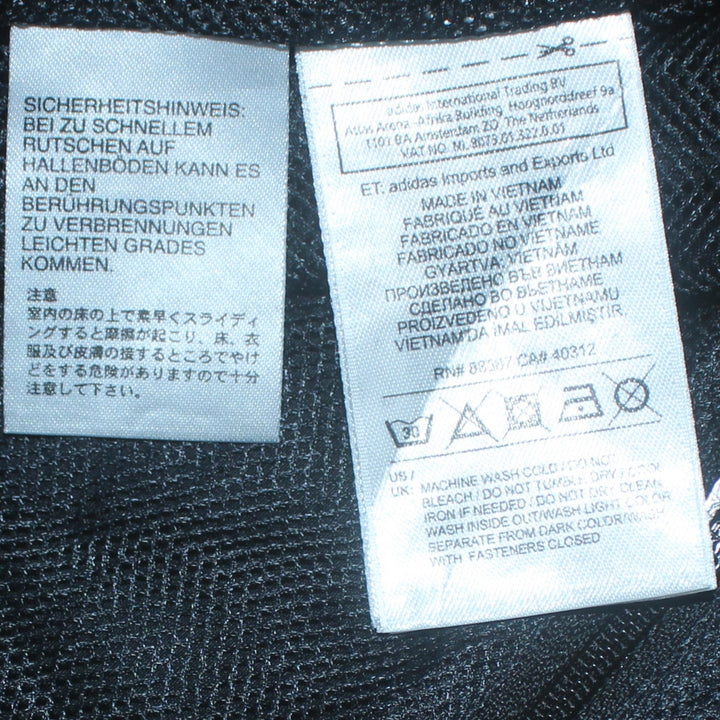 SICHERHEITSHINWEIS:
BEI ZU SCHNELLEM
RUTSCHEN AUF
HALLENBÖDEN KANN ES
AN DEN
BERÜHRUNGSPUNKTEN
ZU VERBRENNUNGEN
LEICHTEN GRADES
KOMMEN.
注意
室内の床の上で素早くスライディ
ングすると摩擦が起こり、床、衣
服及び皮膚の接するところでやけ
どをする危険がありますので十分
注意して下さい。
adidas International Trading BV
Atlas Arena -Afrika Building Hoogoorddreef 9a
1101 BA Amsterdam ZO The Netherlands
VAT NO. NL 8073.01.322.B.01
ET: adidas Imports and Exports Ltd
MADE IN VIETNAM
FABRIQUÉ AU VIETNAM
FABRICADO EN VIETNAM
FABRICADO NO VIETNAME
GYÁRTVA: VIETNÁM
ПРОИЗВЕДЕНО ВЪВ ВИЕТНАМ
СДЕЛАНО ВО ВЬЕТНАМЕ
PROIZVEDENO U VIJETNAMU
VIETNAM'DA IMAL EDILMISTIR.
RN# 88387 CA# 40312
30
US /
UK: MACHINE WASH COLD / DO NOT
BLEACH / DO NOT TUMBLE DRY / COOL
IRON IF NEEDED / DO NOT DRY CLEAN
WASH INSIDE OUT/WASH LIGHT COLOR
SEPARATE FROM DARK COLOR/WASH
WITH FASTENERS CLOSED